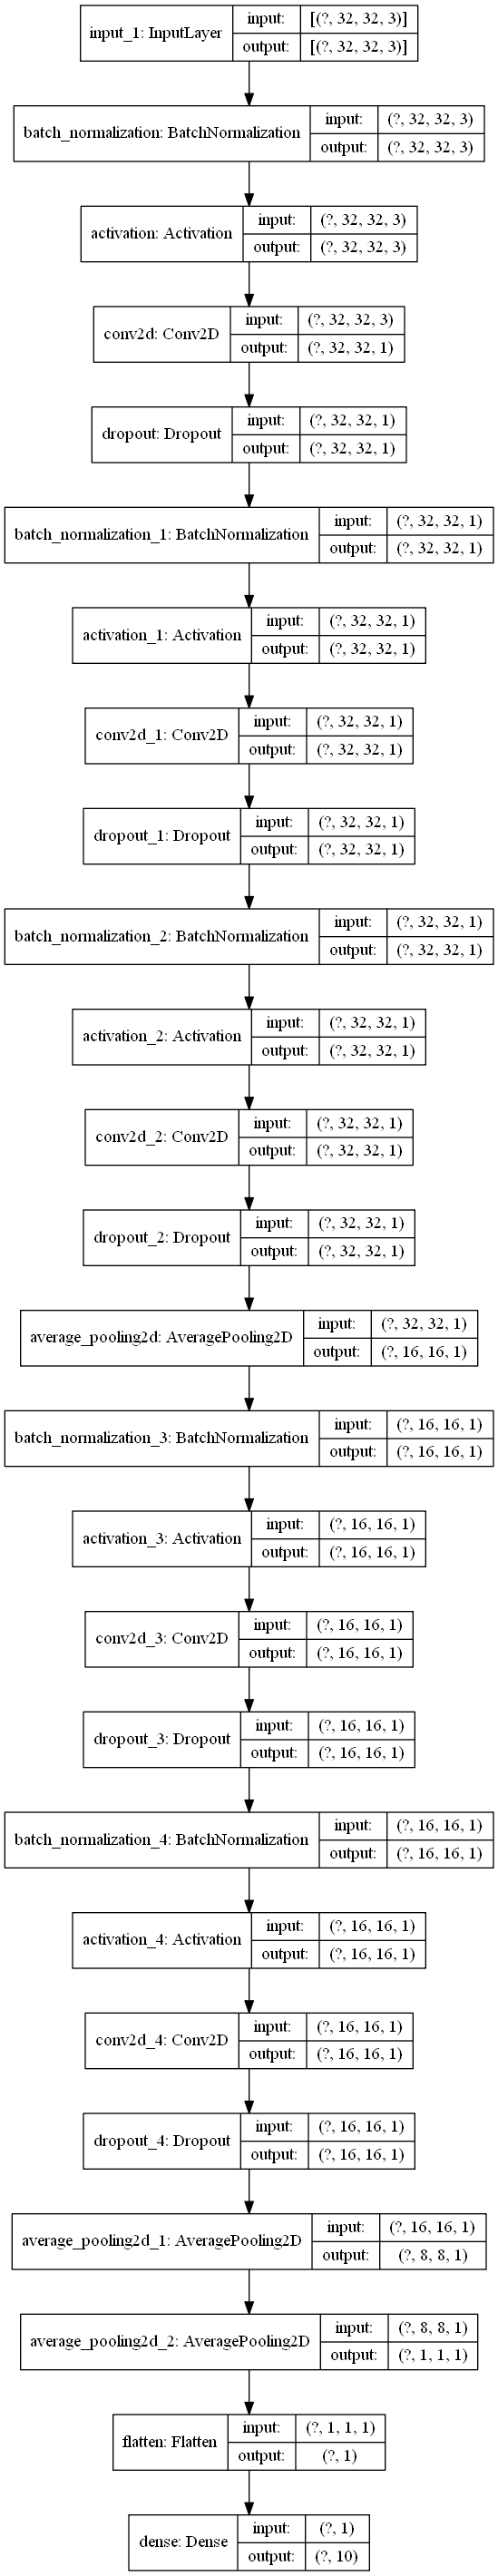 input_1: InputLayer
input: [(?, 32, 32, 3)]
output: [(?, 32, 32, 3)]
batch_normalization: BatchNormalization
input: (?, 32, 32, 3)
output: (?, 32, 32, 3)
activation: Activation
input: (?, 32, 32, 3)
output: (?, 32, 32, 3)
conv2d: Conv2D
input: (?, 32, 32, 3)
output: (?, 32, 32, 1)
dropout: Dropout
input: (?, 32, 32, 1)
output: (?, 32, 32, 1)
batch_normalization_1: BatchNormalization
input: (?, 32, 32, 1)
output: (?, 32, 32, 1)
activation_1: Activation
input: (?, 32, 32, 1)
output: (?, 32, 32, 1)
conv2d_1: Conv2D
input: (?, 32, 32, 1)
output: (?, 32, 32, 1)
dropout_1: Dropout
input: (?, 32, 32, 1)
output: (?, 32, 32, 1)
batch_normalization_2: BatchNormalization
input: (?, 32, 32, 1)
output: (?, 32, 32, 1)
activation_2: Activation
input: (?, 32, 32, 1)
output: (?, 32, 32, 1)
conv2d_2: Conv2D
input: (?, 32, 32, 1)
output: (?, 32, 32, 1)
dropout_2: Dropout
input: (?, 32, 32, 1)
output: (?, 32, 32, 1)
average_pooling2d: AveragePooling2D
input: (?, 32, 32, 1)
output: (?, 16, 16, 1)
batch_normalization_3: BatchNormalization
input: (?, 16, 16, 1)
output: (?, 16, 16, 1)
activation_3: Activation
input: (?, 16, 16, 1)
output: (?, 16, 16, 1)
conv2d_3: Conv2D
input: (?, 16, 16, 1)
output: (?, 16, 16, 1)
dropout_3: Dropout
input: (?, 16, 16, 1)
output: (?, 16, 16, 1)
batch_normalization_4: BatchNormalization
input: (?, 16, 16, 1)
output: (?, 16, 16, 1)
activation_4: Activation
input: (?, 16, 16, 1)
output: (?, 16, 16, 1)
conv2d_4: Conv2D
input: (?, 16, 16, 1)
output: (?, 16, 16, 1)
dropout_4: Dropout
input: (?, 16, 16, 1)
output: (?, 16, 16, 1)
average_pooling2d_1: AveragePooling2D
input: (?, 16, 16, 1)
output: (?, 8, 8, 1)
average_pooling2d_2: AveragePooling2D
input: (?, 8, 8, 1)
output: (?, 1, 1, 1)
flatten: Flatten
input: (?, 1, 1, 1)
output: (?, 1)
dense: Dense
input: (?, 1)
output: (?, 10)